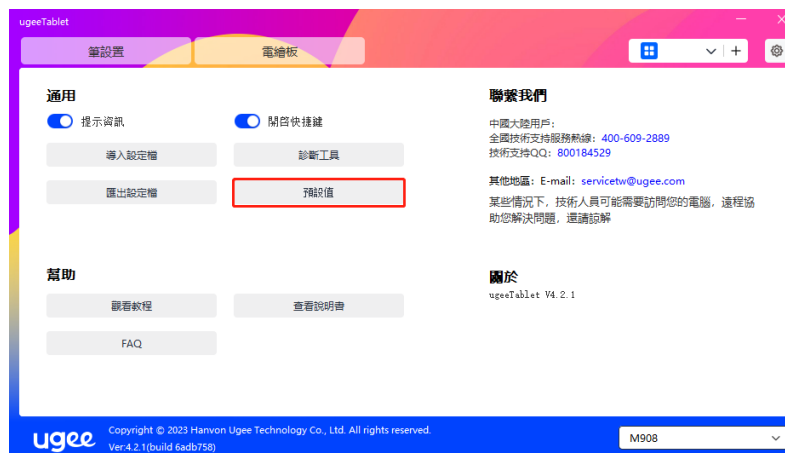 ugeeTablet
筆設置
電繪板
通用
提示資訊
開啓快捷鍵
導入設定檔
診斷工具
匯出設定檔
預設值
聯繫我們
中國大陸用戶：
全國技術支持服務熱線：400-609-2889
技術支持QQ：800184529
其他地區：E-mail：servicetw@ugee.com
某些情況下，技術人員可能需要訪問您的電腦，遠程協
助您解決問題，還請諒解
幫助
觀看教程
查看說明書
FAQ
關於
ugeeTablet V4.2.1
ugee
Copyright © 2023 Hanvon Ugee Technology Co., Ltd. All rights reserved.
Ver:4.2.1(build 6adb758)
M908